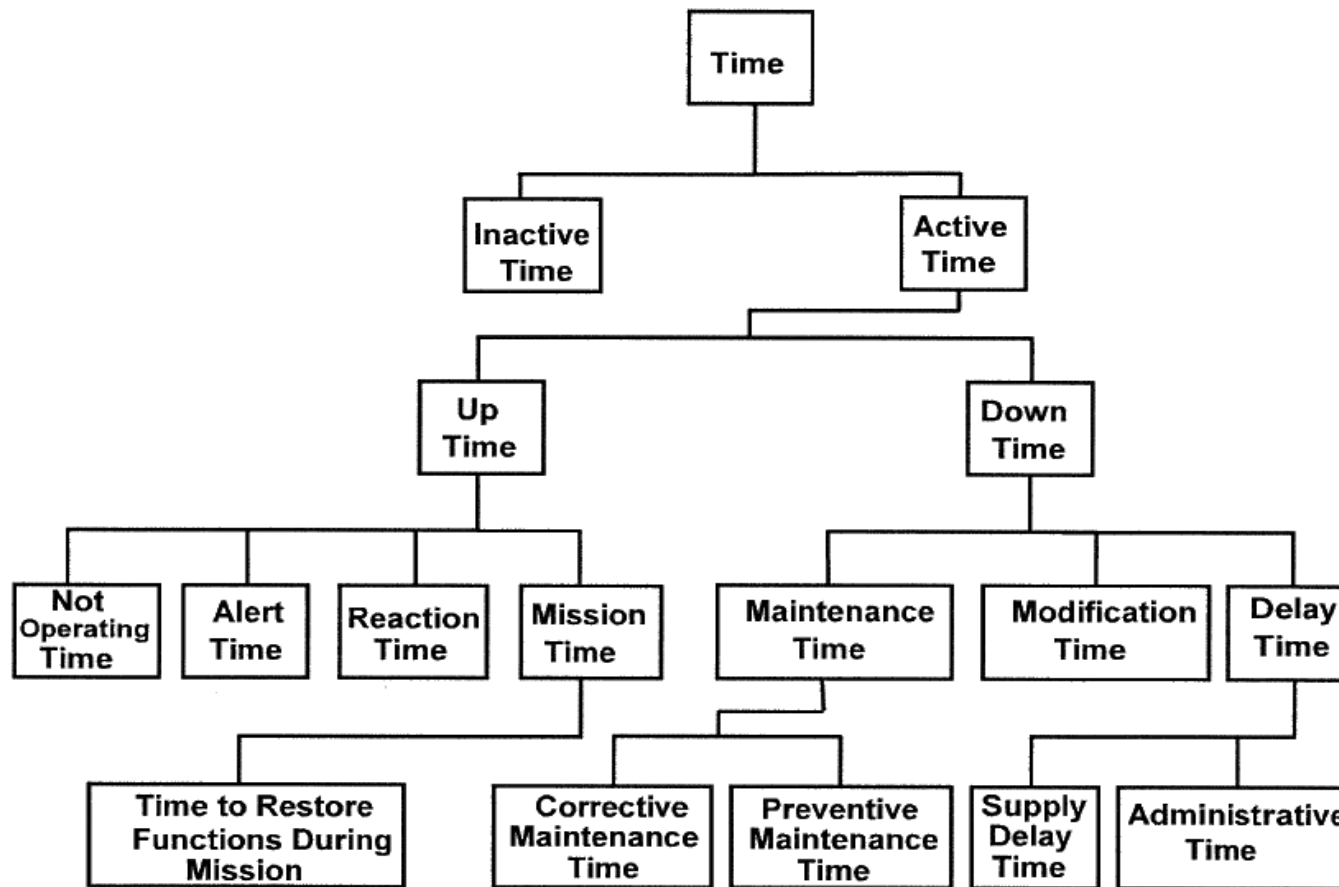 Time
Inactive
Time
Active
Time
Up
Time
Down
Time
Not
Operating
Time
Alert
Time
Reaction
Time
Mission
Time
Maintenance
Time
Modification
Time
Delay
Time
Time to Restore
Functions During
Mission
Corrective
Maintenance
Time
Preventive
Maintenance
Time
Supply
Delay
Time
Administrative
Time